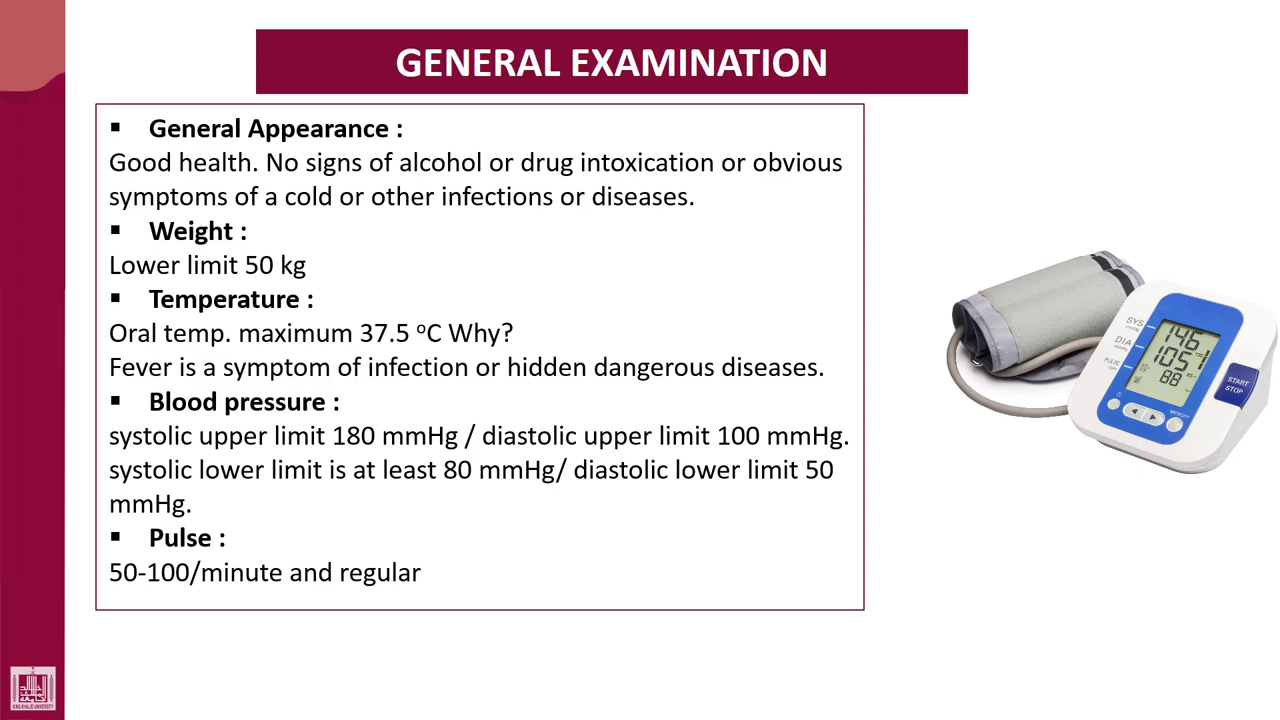 GENERAL EXAMINATION
▪ General Appearance :
Good health. No signs of alcohol or drug intoxication or obvious
symptoms of a cold or other infections or diseases.
▪ Weight :
Lower limit 50 kg
▪ Temperature :
Oral temp. maximum 37.5 ºC Why?
Fever is a symptom of infection or hidden dangerous diseases.
▪ Blood pressure :
systolic upper limit 180 mmHg / diastolic upper limit 100 mmHg.
systolic lower limit is at least 80 mmHg/ diastolic lower limit 50
mmHg.
▪ Pulse :
50-100/minute and regular
SYS
146
DIA
105
PULSE
88
START
STOP
MEMORY
KING KHALID UNIVERSITY